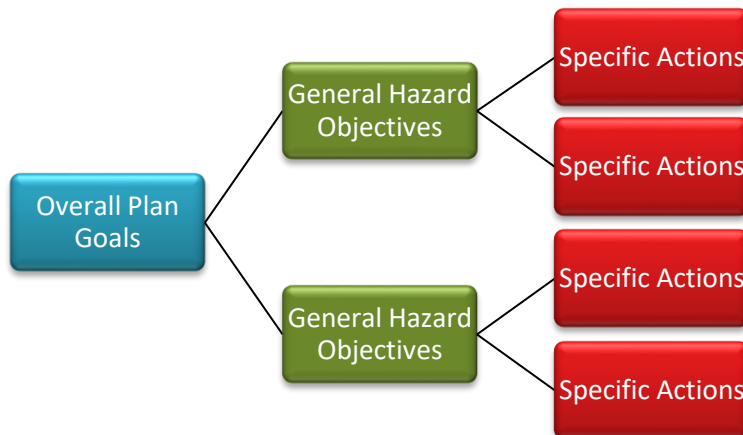 Overall Plan
Goals
General Hazard
Objectives
Specific Actions
Specific Actions
General Hazard
Objectives
Specific Actions
Specific Actions